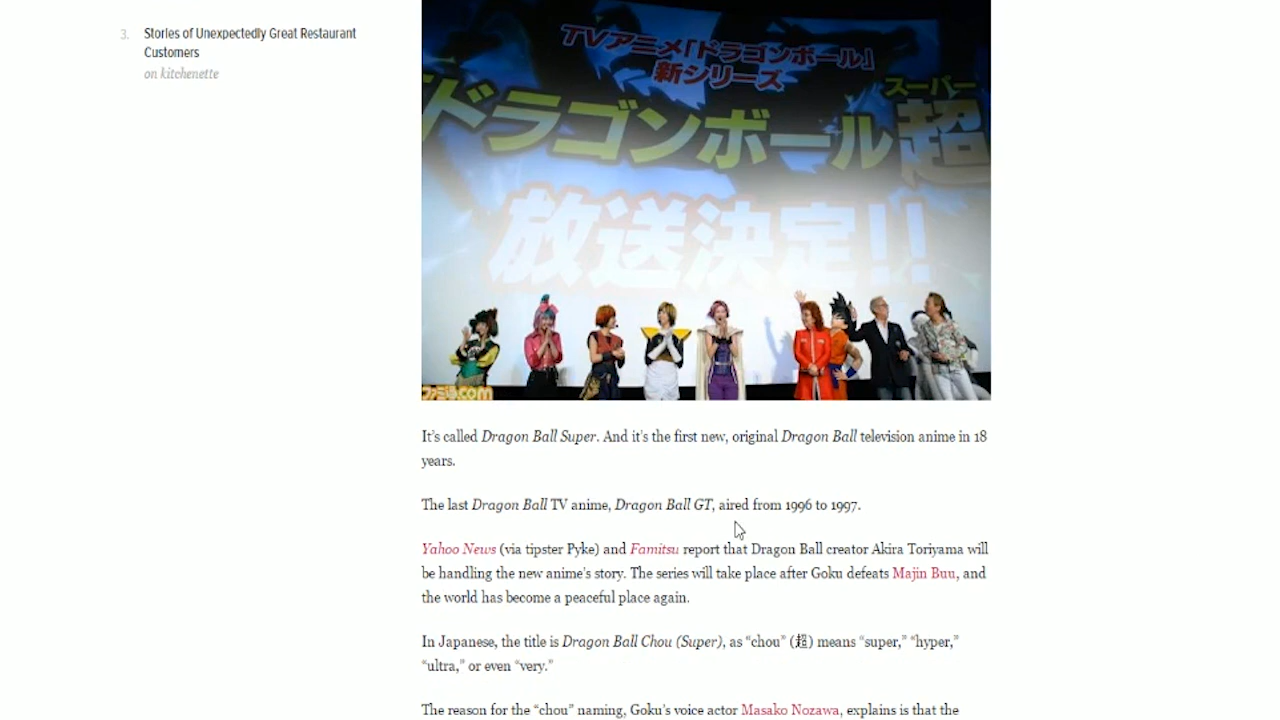 3. Stories of Unexpectedly Great Restaurant
Customers
on kitchenette
TVアニメ「ドラゴンボール」
新シリーズ
スーパー
ドラゴンボール超
放送決定!!
ファミ通.com
It's called Dragon Ball Super. And it's the first new, original Dragon Ball television anime in 18
years.
The last Dragon Ball TV anime, Dragon Ball GT, aired from 1996 to 1997.
Yahoo News (via tipster Pyke) and Famitsu report that Dragon Ball creator Akira Toriyama will
be handling the new anime's story. The series will take place after Goku defeats Majin Buu, and
the world has become a peaceful place again.
In Japanese, the title is Dragon Ball Chou (Super), as “chou” (超) means “super,” “hyper,”
“ultra,” or even “very.”
The reason for the “chou” naming, Goku's voice actor Masako Nozawa, explains is that the